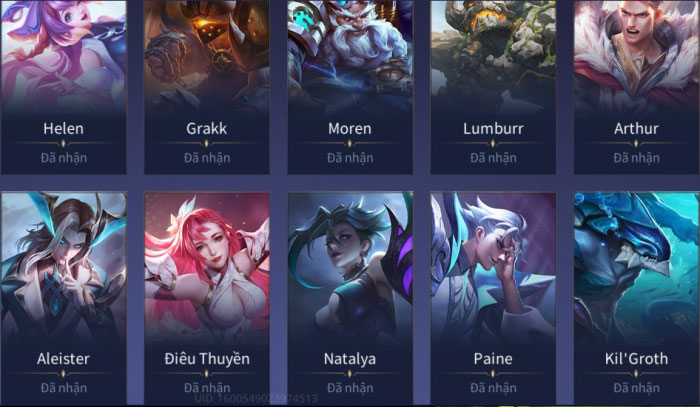 Helen
Grakk
Moren
Lumburr
Arthur
Đã nhận
Đã nhận
Đã nhận
Đã nhận
Đã nhận
Aleister
Điêu Thuyền
Natalya
Paine
Kil'Groth
Đã nhận
Đã nhận
Đã nhận
Đã nhận
Đã nhận
UID: 1600549023974513